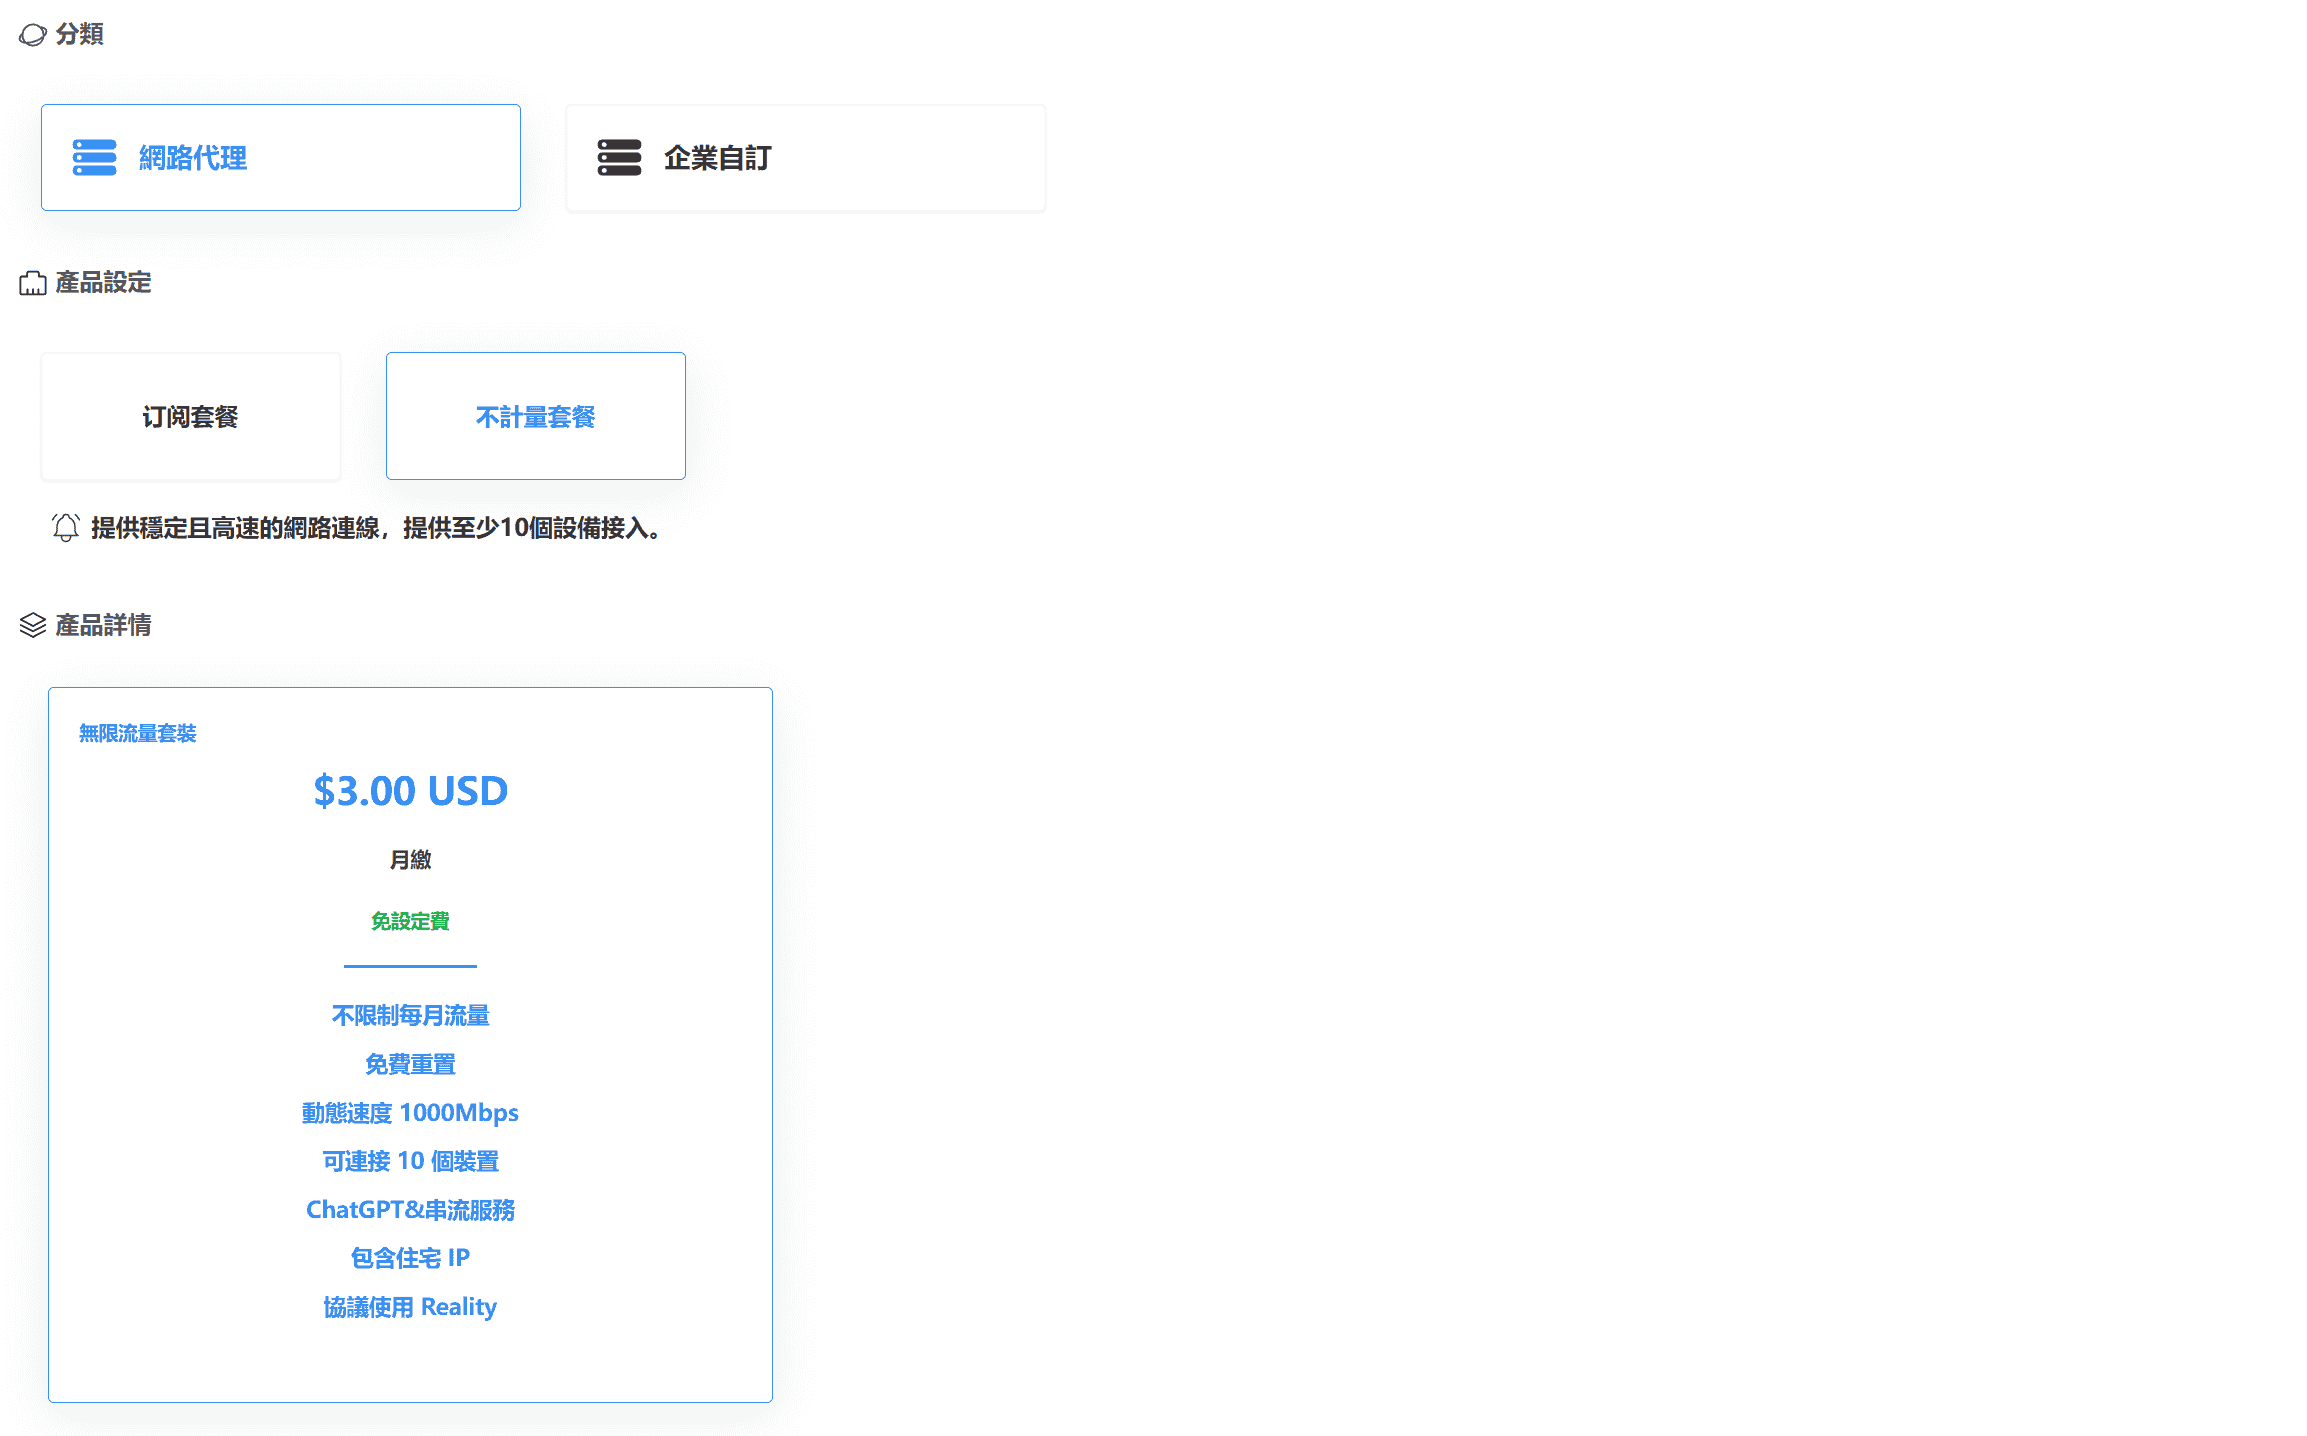 分類
網路代理
企業自訂
產品設定
订阅套餐
不計量套餐
提供穩定且高速的網路連線，提供至少10個設備接入。
產品詳情
無限流量套裝
$3.00 USD
月繳
免設定費
不限制每月流量
免費重置
動態速度 1000Mbps
可連接 10 個裝置
ChatGPT&串流服務
包含住宅 IP
協議使用 Reality